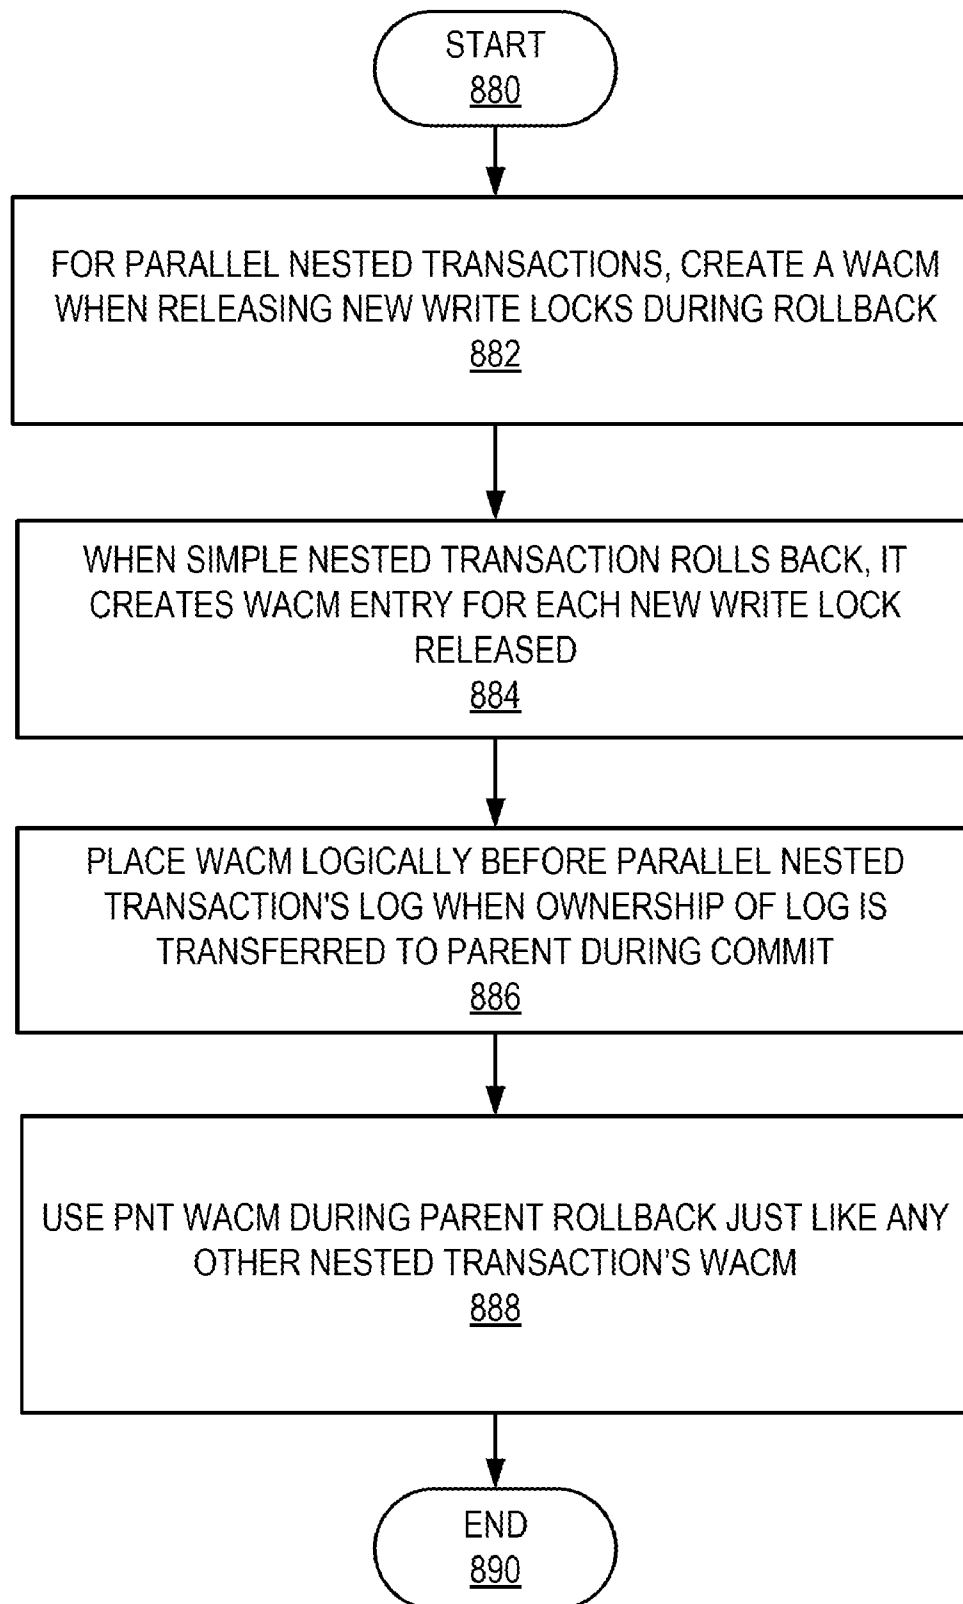 START
880
FOR PARALLEL NESTED TRANSACTIONS, CREATE A WACM
WHEN RELEASING NEW WRITE LOCKS DURING ROLLBACK
882
WHEN SIMPLE NESTED TRANSACTION ROLLS BACK, IT
CREATES WACM ENTRY FOR EACH NEW WRITE LOCK
RELEASED
884
PLACE WACM LOGICALLY BEFORE PARALLEL NESTED
TRANSACTION'S LOG WHEN OWNERSHIP OF LOG IS
TRANSFERRED TO PARENT DURING COMMIT
886
USE PNT WACM DURING PARENT ROLLBACK JUST LIKE ANY
OTHER NESTED TRANSACTION’S WACM
888
END
890